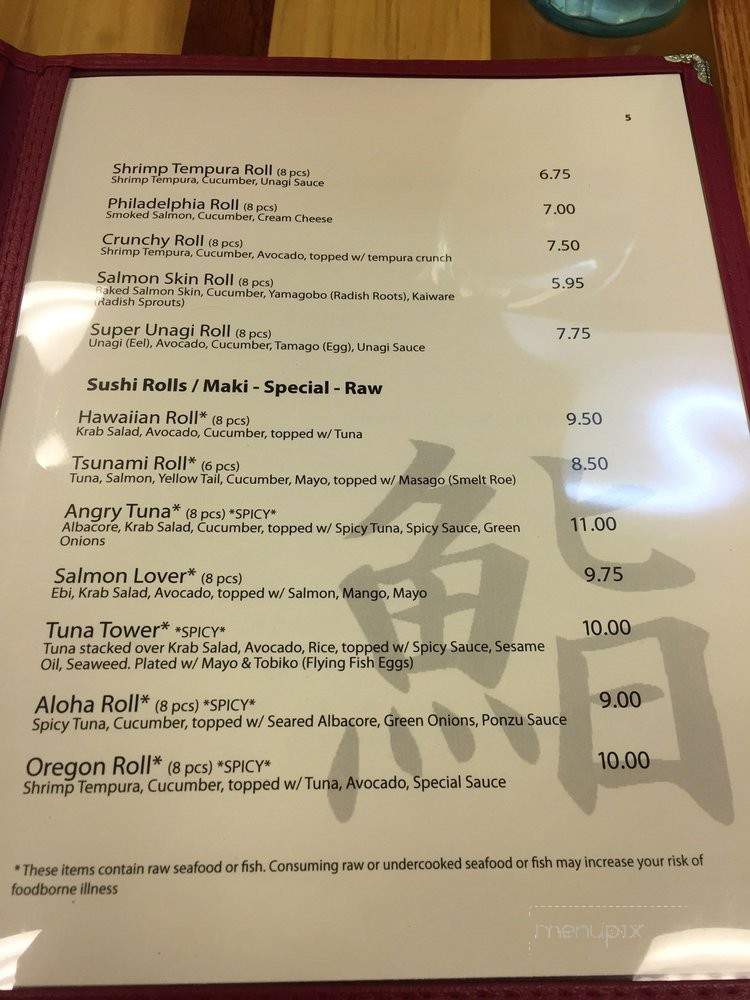 5
Shrimp Tempura Roll (8 pcs) 6.75
Shrimp Tempura, Cucumber, Unagi Sauce
Philadelphia Roll (8 pcs) 7.00
Smoked Salmon, Cucumber, Cream Cheese
Crunchy Roll (8 pcs) 7.50
Shrimp Tempura, Cucumber, Avocado, topped w/ tempura crunch
Salmon Skin Roll (8 pcs) 5.95
Baked Salmon Skin, Cucumber, Yamagobo (Radish Roots), Kaiware
(Radish Sprouts)
Super Unagi Roll (8 pcs) 7.75
Unagi (Eel), Avocado, Cucumber, Tamago (Egg), Unagi Sauce
Sushi Rolls / Maki - Special - Raw
Hawaiian Roll* (8 pcs) 9.50
Krab Salad, Avocado, Cucumber, topped w/ Tuna
Tsunami Roll* (6 pcs) 8.50
Tuna, Salmon, Yellow Tail, Cucumber, Mayo, topped w/ Masago (Smelt Roe)
Angry Tuna* (8 pcs) *SPICY* 11.00
Albacore, Krab Salad, Cucumber, topped w/ Spicy Tuna, Spicy Sauce, Green
Onions
Salmon Lover* (8 pcs) 9.75
Ebi, Krab Salad, Avocado, topped w/ Salmon, Mango, Mayo
Tuna Tower* *SPICY* 10.00
Tuna stacked over Krab Salad, Avocado, Rice, topped w/ Spicy Sauce, Sesame
Oil, Seaweed. Plated w/ Mayo & Tobiko (Flying Fish Eggs)
Aloha Roll* (8 pcs) *SPICY* 9.00
Spicy Tuna, Cucumber, topped w/ Seared Albacore, Green Onions, Ponzu Sauce
Oregon Roll* (8 pcs) *SPICY* 10.00
Shrimp Tempura, Cucumber, topped w/ Tuna, Avocado, Special Sauce
鮨
* These items contain raw seafood or fish. Consuming raw or undercooked seafood or fish may increase your risk of
foodborne illness
menupix